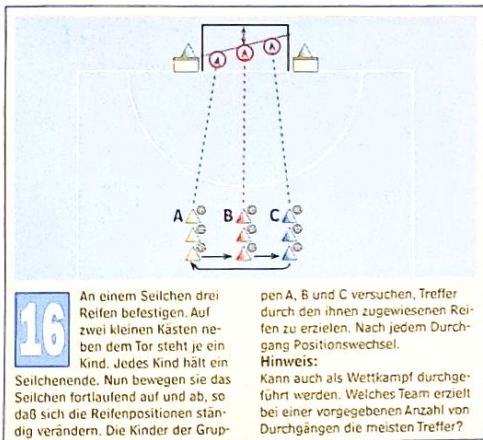 A B C
16
An einem Seilchen drei
Reifen befestigen. Auf
zwei kleinen Kästen ne-
ben dem Tor steht je ein
Kind. Jedes Kind hält ein
Seilchenende. Nun bewegen sie das
Seilchen fortlaufend auf und ab, so
daß sich die Reifenpositionen stän-
dig verändern. Die Kinder der Grup-
pen A, B und C versuchen, Treffer
durch den ihnen zugewiesenen Rei-
fen zu erzielen. Nach jedem Durch-
gang Positionswechsel.
Hinweis:
Kann auch als Wettkampf durchge-
führt werden. Welches Team erzielt
bei einer vorgegebenen Anzahl von
Durchgängen die meisten Treffer?